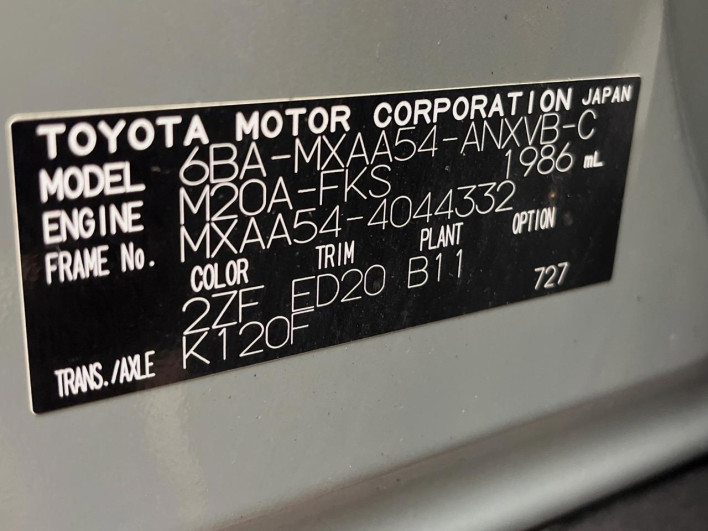 TOYOTA MOTOR CORPORATION JAPAN
MODEL 6BA-MXAA54-ANXVB-C
ENGINE M20A-FKS 1986 mL
FRAME No. MXAA54-4044332
COLOR TRIM PLANT OPTION
2ZF ED20 B11 727
TRANS./AXLE K120F